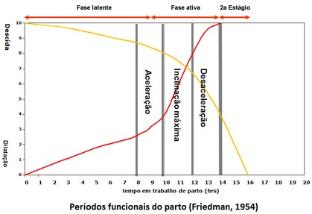 Fase latente Fase ativa 2a Estágio
Descida
10
9
8
7
6
5
4
3
2
1
0
Dilatação
Aceleração
Inclinação máxima
Desaceleração
0 1 2 3 4 5 6 7 8 9 10 11 12 13 14 15 16 17 18 19 20
tempo em trabalho de parto (hrs)
Períodos funcionais do parto (Friedman, 1954)